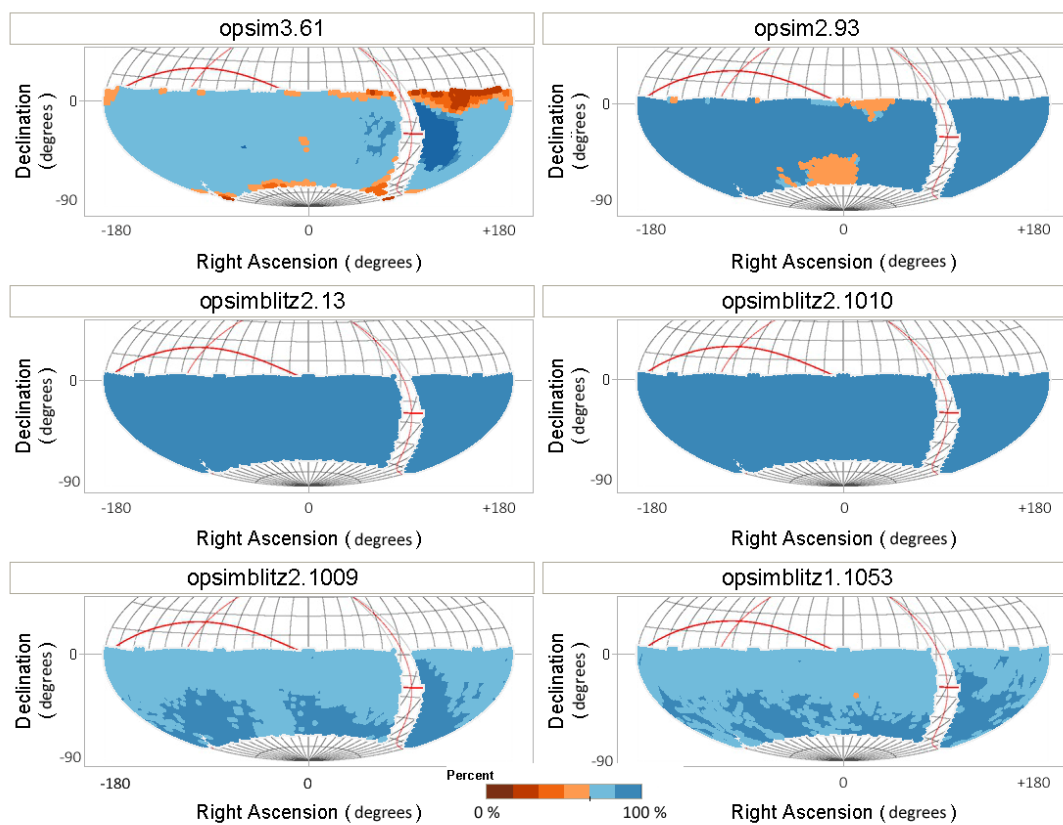 opsim3.61
opsim2.93
Declination
(degrees)
0
-90
-180
0
+180
Right Ascension ( degrees)
Declination
(degrees)
0
-90
-180
0
+180
Right Ascension ( degrees)
opsimblitz2.13
opsimblitz2.1010
Declination
(degrees)
0
-90
-180
0
+180
Right Ascension ( degrees)
Declination
(degrees)
0
-90
-180
0
+180
Right Ascension ( degrees)
opsimblitz2.1009
opsimblitz1.1053
Declination
(degrees)
0
-90
-180
0
Right Ascension ( degrees)
Declination
(degrees)
0
-90
0
+180
Right Ascension ( degrees)
Percent
0 %
100 %